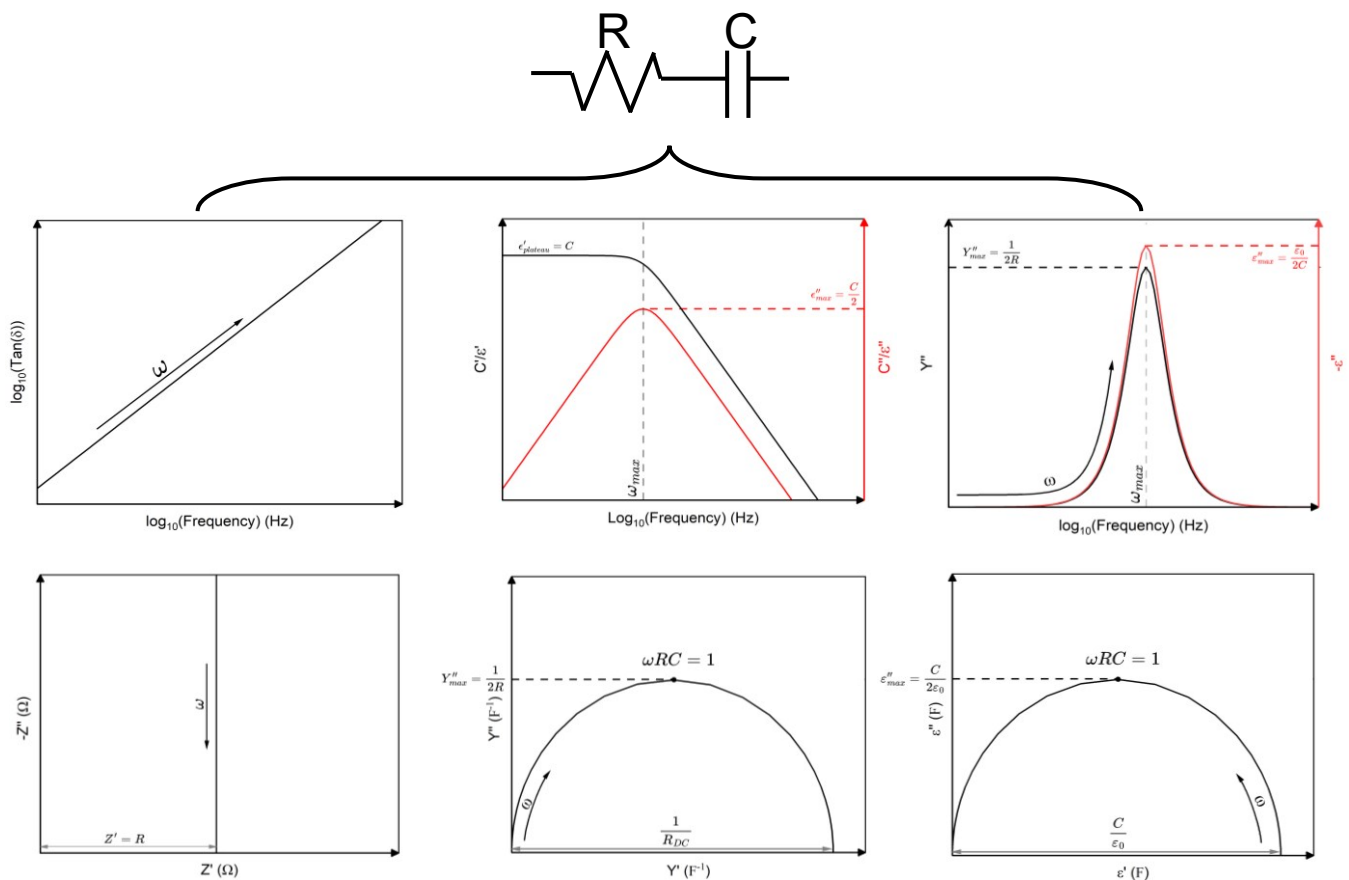 R C
log₁₀(Tan(δ))
ω
log₁₀(Frequency) (Hz)
C'/ε'
ϵ'plateau = C
ϵ''max = C/2
ωmax
C''/ε''
Log₁₀(Frequency) (Hz)
Y''
Y''max = 1/2R
ε''max = ε₀/2C
ω
ωmax
-ε''
log₁₀(Frequency) (Hz)
-Z'' (Ω)
ω
Z' = R
Z' (Ω)
ωRC = 1
Y''max = 1/2R
Y'' (F⁻¹)
ω
1/R_DC
Y' (F⁻¹)
ωRC = 1
ε''max = C/2ε₀
ε'' (F)
ω
C/ε₀
ε' (F)